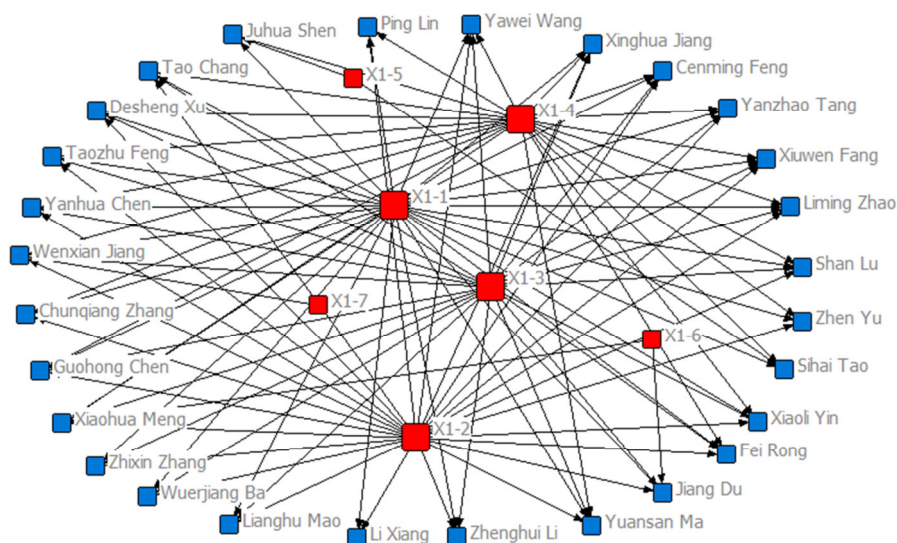 Juhua Shen
Ping Lin
Yawei Wang
Xinghua Jiang
Tao Chang
X1-5
Cenming Feng
Desheng Xu
X1-4
Yanzhao Tang
Taozhu Feng
Xiuwen Fang
Yanhua Chen
X1-1
Liming Zhao
Wenxian Jiang
X1-3
Shan Lu
Chunqiang Zhang
X1-7
Zhen Yu
X1-6
Guohong Chen
Sihai Tao
Xiaohua Meng
X1-2
Xiaoli Yin
Zhixin Zhang
Fei Rong
Wuerjiang Ba
Jiang Du
Lianghu Mao
Li Xiang
Zhenghui Li
Yuansan Ma